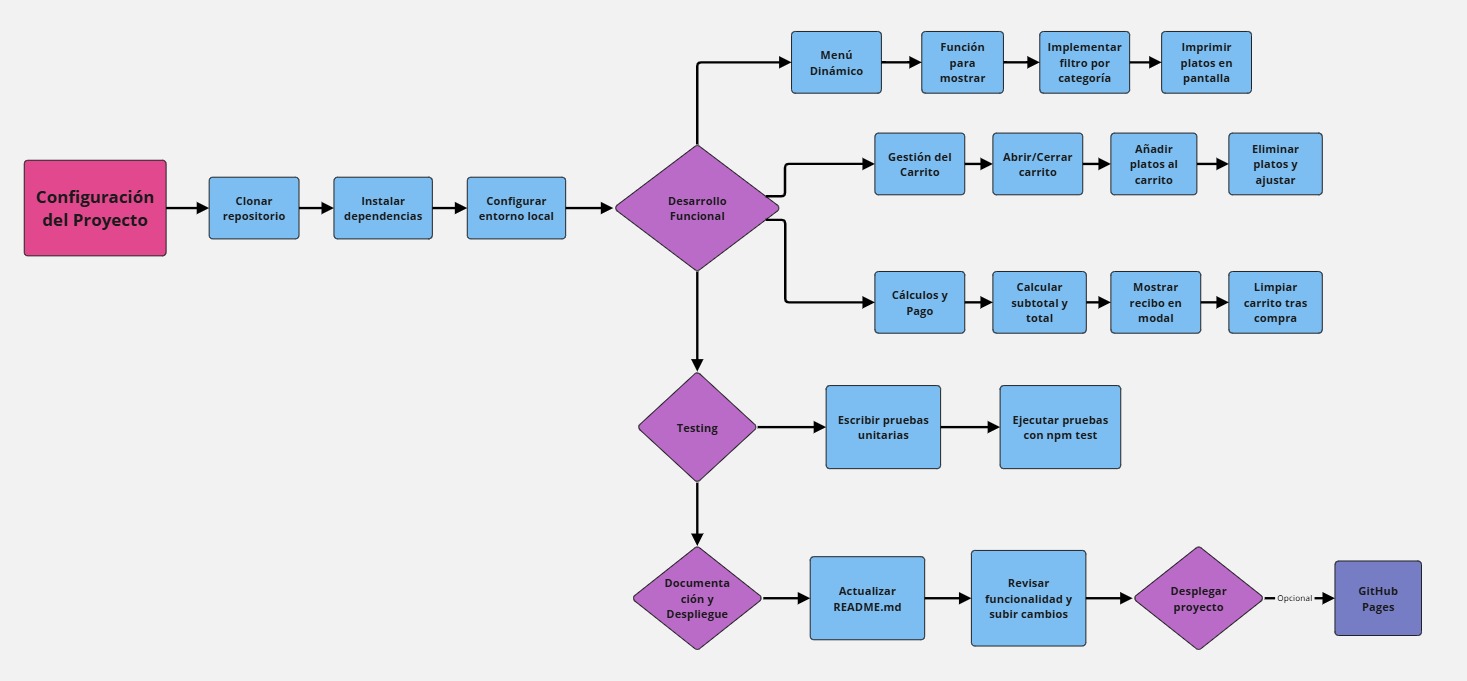 Menú
Dinámico
Función
para
mostrar
Implementar
filtro por
categoría
Imprimir
platos en
pantalla
Gestión del
Carrito
Abrir/Cerrar
carrito
Añadir
platos al
carrito
Eliminar
platos y
ajustar
Configuración
del Proyecto
Clonar
repositorio
Instalar
dependencias
Configurar
entorno local
Desarrollo
Funcional
Cálculos y
Pago
Calcular
subtotal y
total
Mostrar
recibo en
modal
Limpiar
carrito tras
compra
Testing
Escribir pruebas
unitarias
Ejecutar pruebas
con npm test
Documenta
ción y
Despliegue
Actualizar
README.md
Revisar
funcionalidad y
subir cambios
Desplegar
proyecto
Opcional
GitHub
Pages